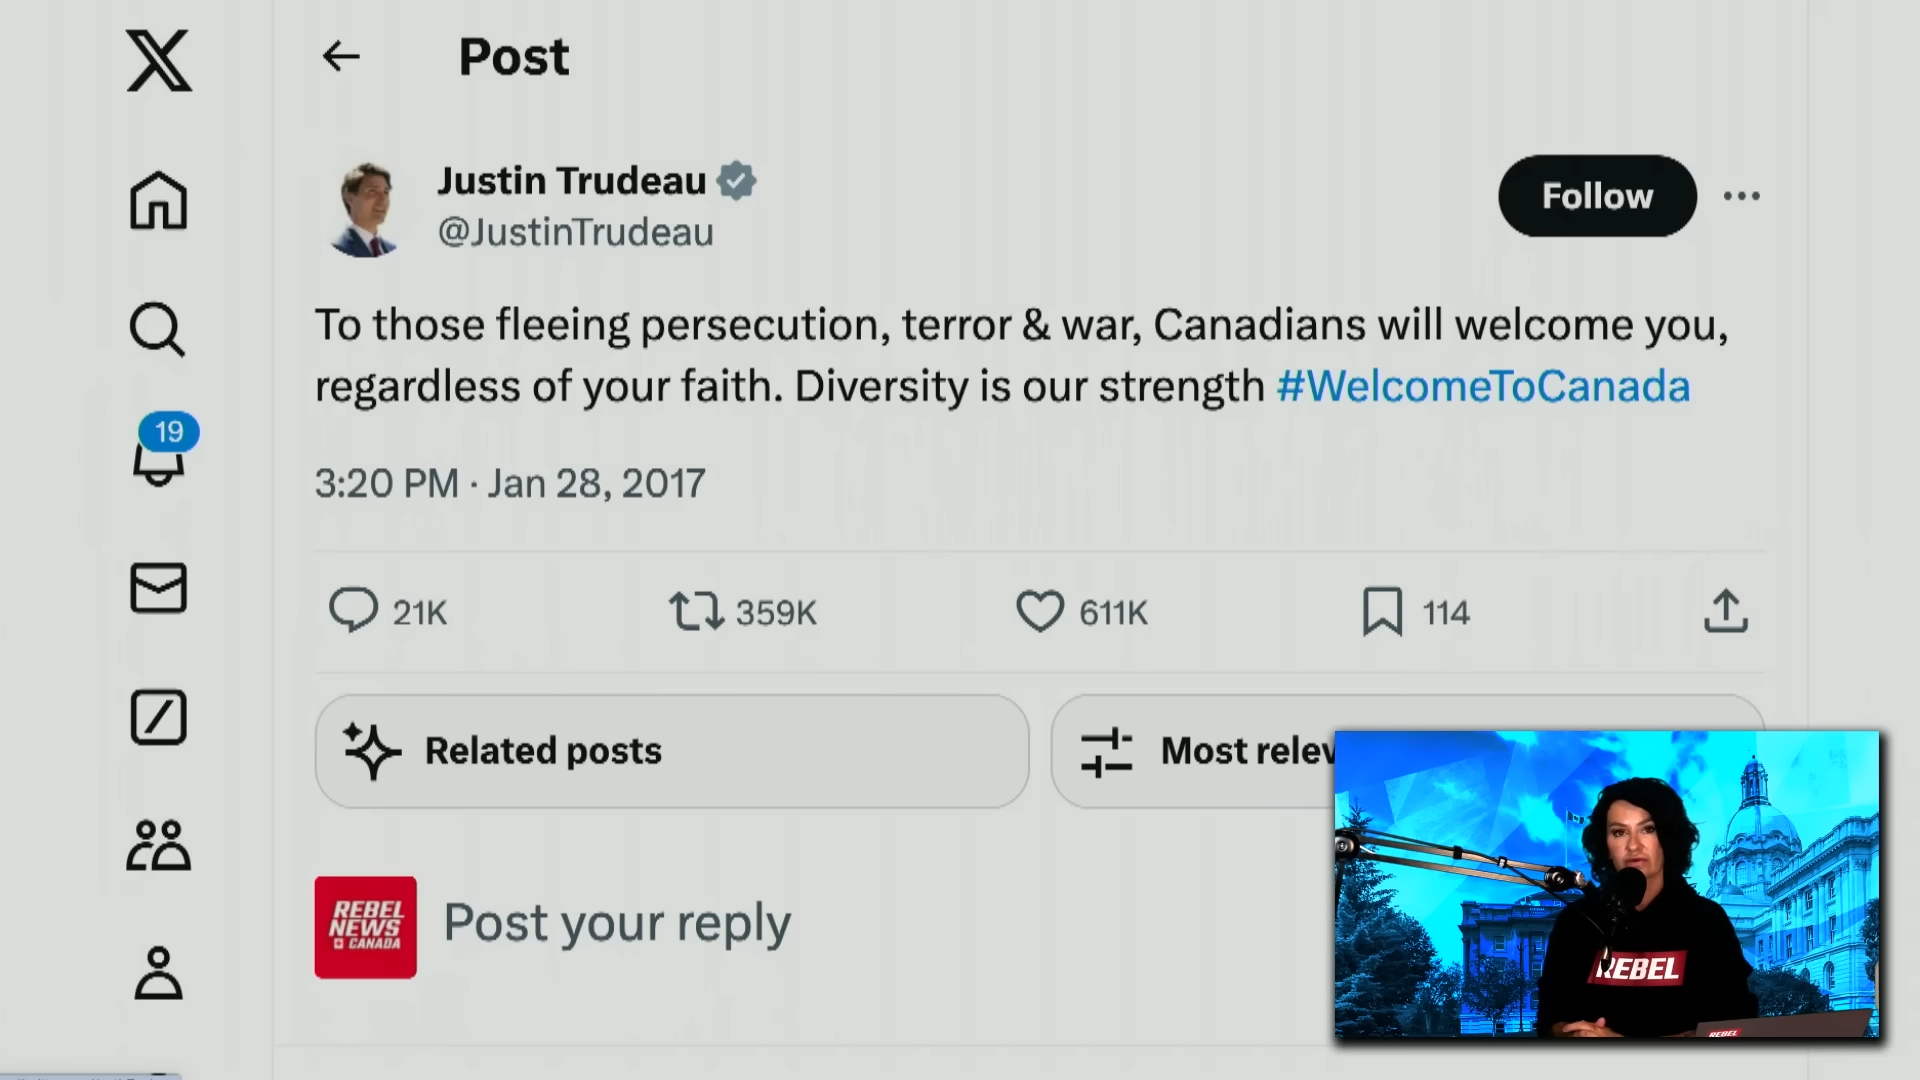 Post
Justin Trudeau
@JustinTrudeau
Follow
To those fleeing persecution, terror & war, Canadians will welcome you,
regardless of your faith. Diversity is our strength #WelcomeToCanada
19
3:20 PM · Jan 28, 2017
21K
359K
611K
114
Related posts
Most relev
REBEL
NEWS
CANADA
Post your reply
REBEL
REBEL